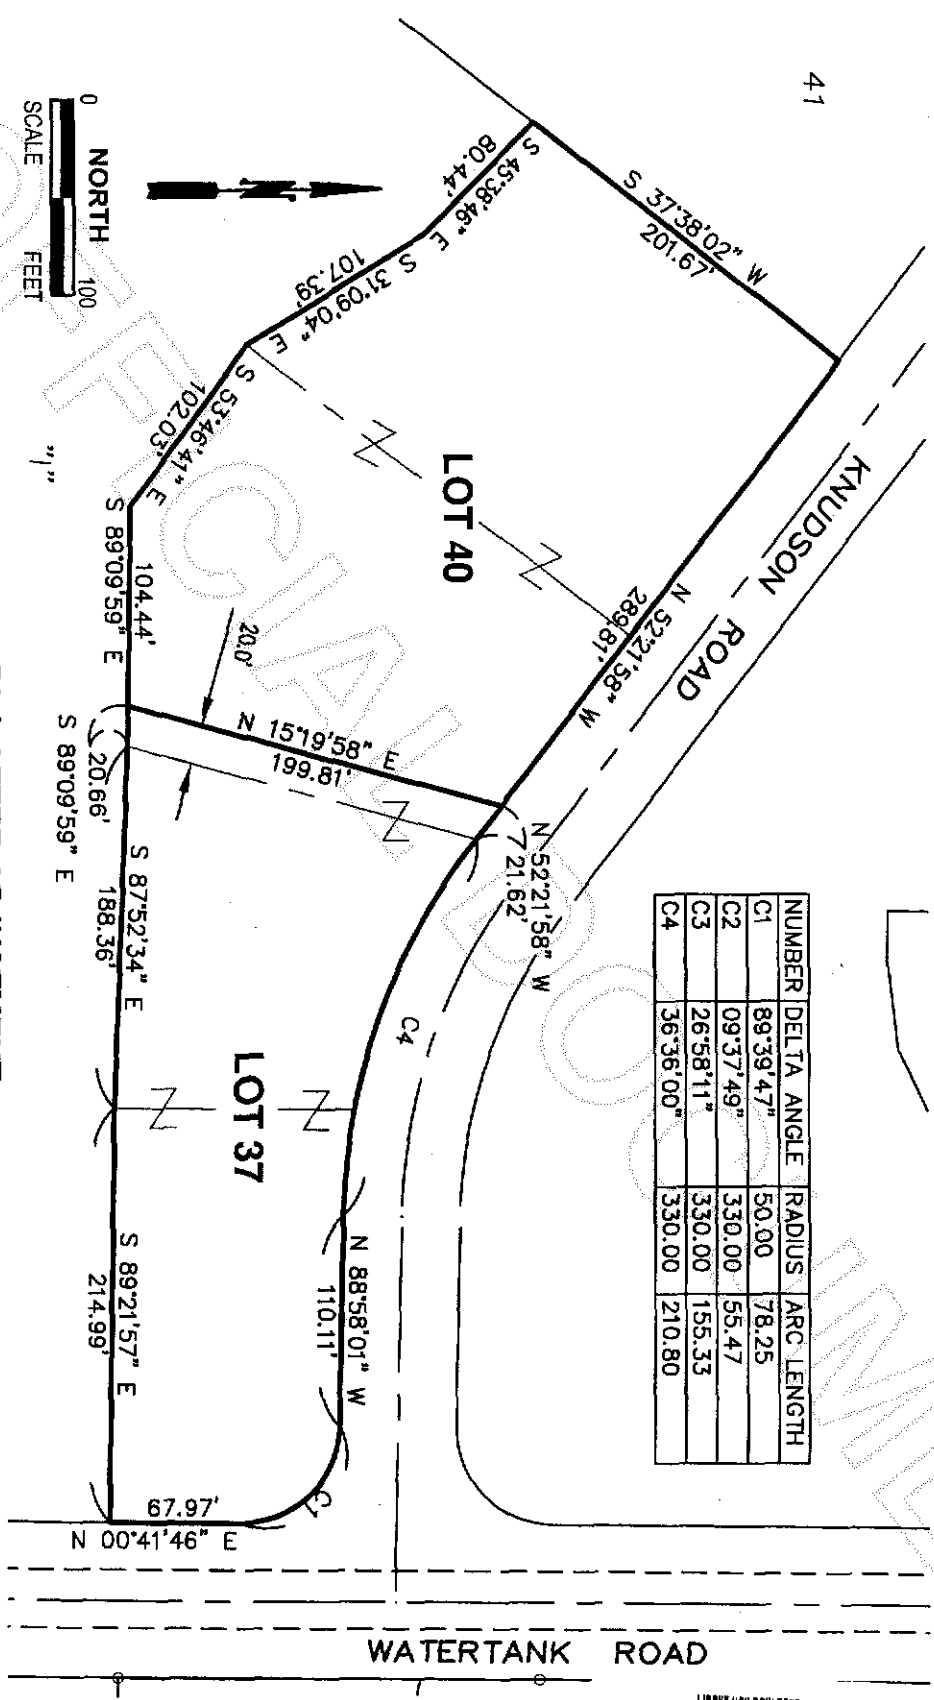 41
S 37°38'02" W
201.67'
S 45°38'46" E
80.44'
S 31°09'04" E
107.39'
S 53°46'41" E
102.03'
NORTH
0 100
SCALE FEET
"1"
LOT 40
KNUDSON ROAD
N 52°21'58" W
289.81'
104.44'
S 89°09'59" E
20.0'
N 15°19'58" E
199.81'
N 52°21'58" W
21.62'
20.66'
S 89°09'59" E
S 87°52'34" E
188.36'
C4
LOT 37
NUMBER DELTA ANGLE RADIUS ARC LENGTH
C1 89°39'47" 50.00 78.25
C2 09°37'49" 330.00 55.47
C3 26°58'11" 330.00 155.33
C4 36°36'00" 330.00 210.80
N 88°58'01" W
110.11'
S 89°21'57" E
214.99'
C1
67.97'
N 00°41'46" E
WATERTANK ROAD